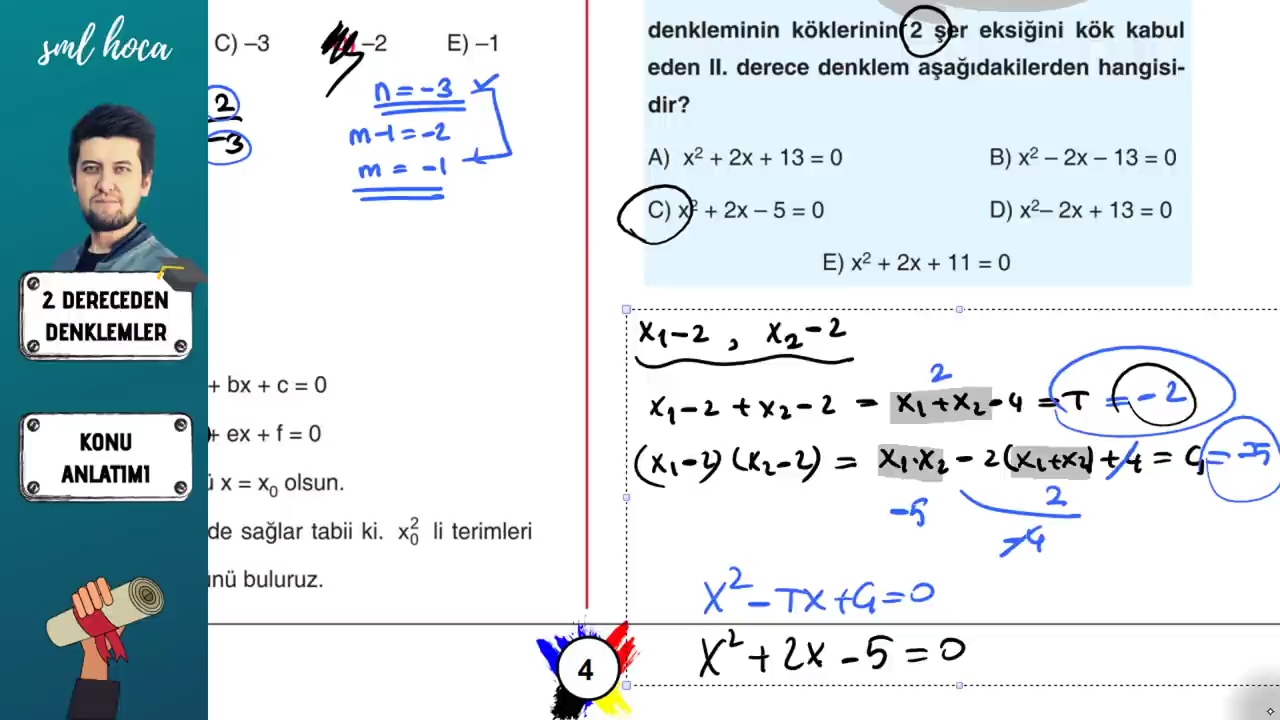 sml hoca
2. DERECEDEN
DENKLEMLER
KONU
ANLATIMI
C) –3
–2
E) –1
2
–3
n = –3
m–1 = –2
m = –1
+ bx + c = 0
+ ex + f = 0
x = x₀ olsun.
de sağlar tabii ki. x₀² li terimleri
buluruz.
4
denkleminin köklerinin 2 şer eksiğini kök kabul
eden II. derece denklem aşağıdakilerden hangisi-
dir?
A) x² + 2x + 13 = 0
B) x² – 2x – 13 = 0
C) x² + 2x – 5 = 0
D) x²– 2x + 13 = 0
E) x² + 2x + 11 = 0
x₁–2 , x₂–2
2
x₁–2 + x₂–2 = x₁+x₂–4 = T = –2
(x₁–2)(x₂–2) = x₁·x₂ – 2(x₁+x₂) + 4 = Ç = –5
–5
2
–4
x² – Tx + Ç = 0
x² + 2x – 5 = 0